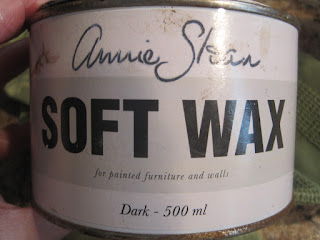 Annie Sloan
SOFT WAX
for painted furniture and walls
Dark - 500 ml